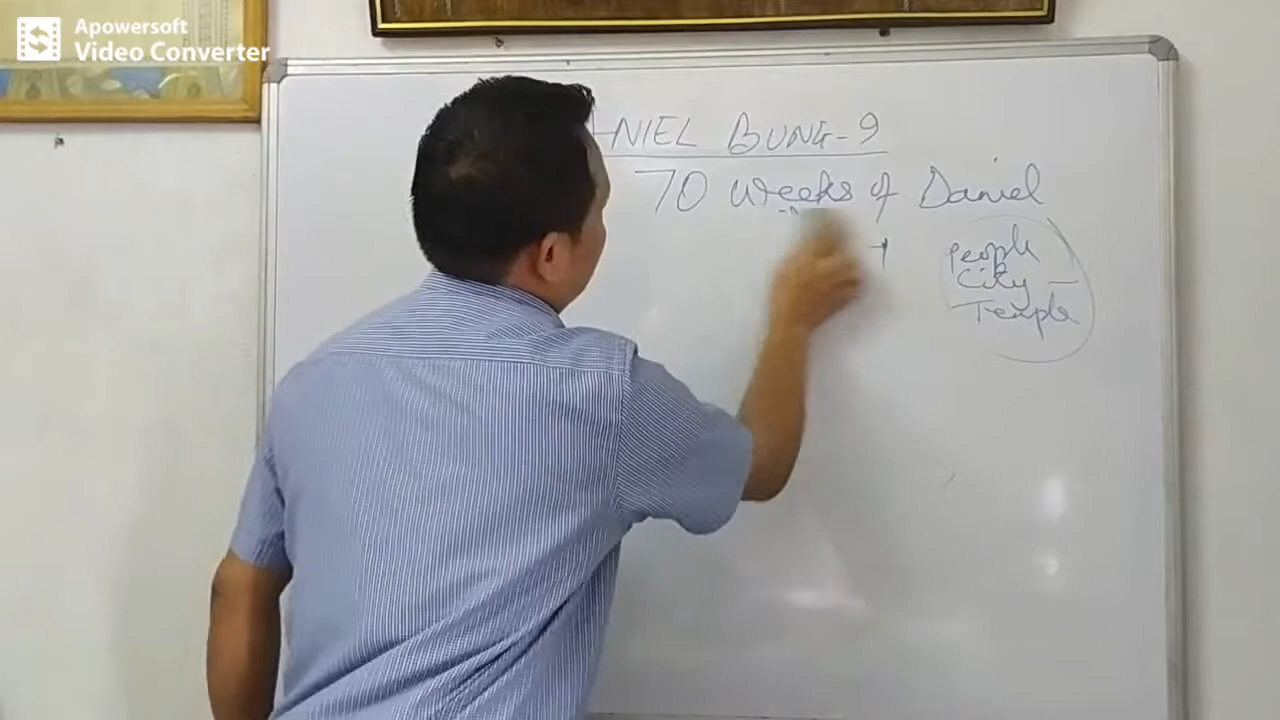 Apowersoft
Video Converter
NIEL BUNG-9
70 weeks of Daniel
People
City -
Temple